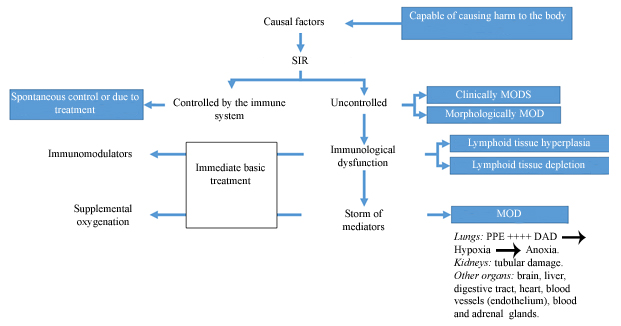 Causal factors
Capable of causing harm to the body
SIR
Spontaneous control or due to
treatment
Controlled by the immune
system
Uncontrolled
Clinically MODS
Morphologically MOD
Immunomodulators
Immediate basic
treatment
Immunological
dysfunction
Lymphoid tissue hyperplasia
Lymphoid tissue depletion
Supplemental
oxygenation
Storm of
mediators
MOD
Lungs: PPE ++++ DAD
Hypoxia Anoxia.
Kidneys: tubular damage.
Other organs: brain, liver,
digestive tract, heart, blood
vessels (endothelium), blood
and adrenal glands.